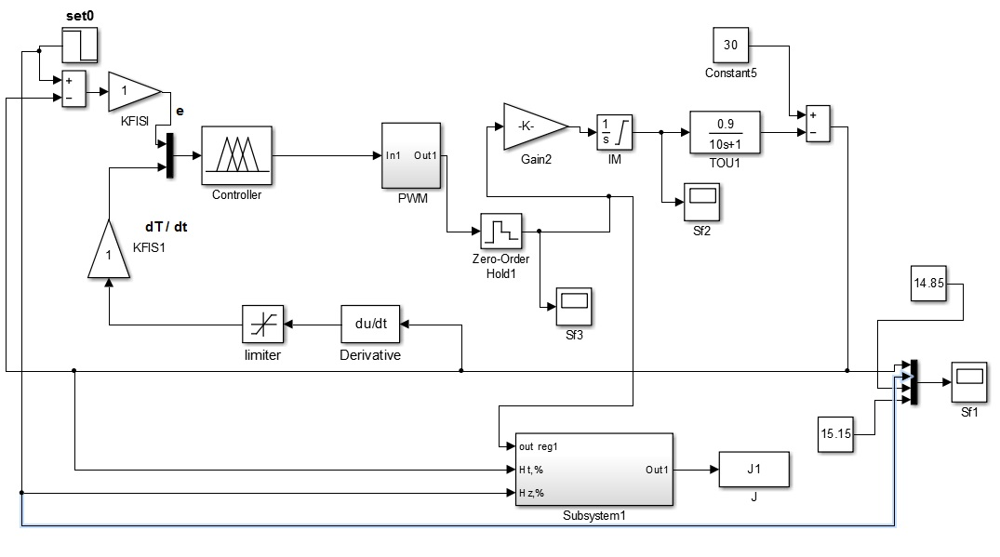 set0
+
−
1
KFISI
e
Controller
In1
Out1
PWM
-K-
Gain2
1
s
IM
0.9
10s+1
TOU1
30
Constant5
+
−
Sf2
dT / dt
1
KFIS1
Zero-Order
Hold1
Sf3
limiter
du/dt
Derivative
14.85
Sf1
15.15
out reg1
Ht,%
Hz,%
Out1
Subsystem1
J1
J